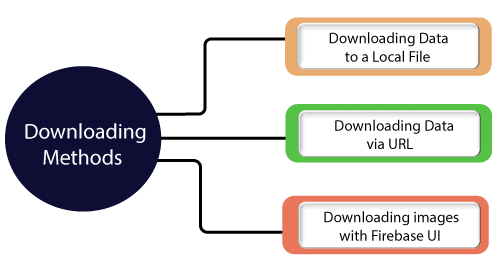 Downloading
Methods
Downloading Data
to a Local File
Downloading Data
via URL
Downloading images
with Firebase UI